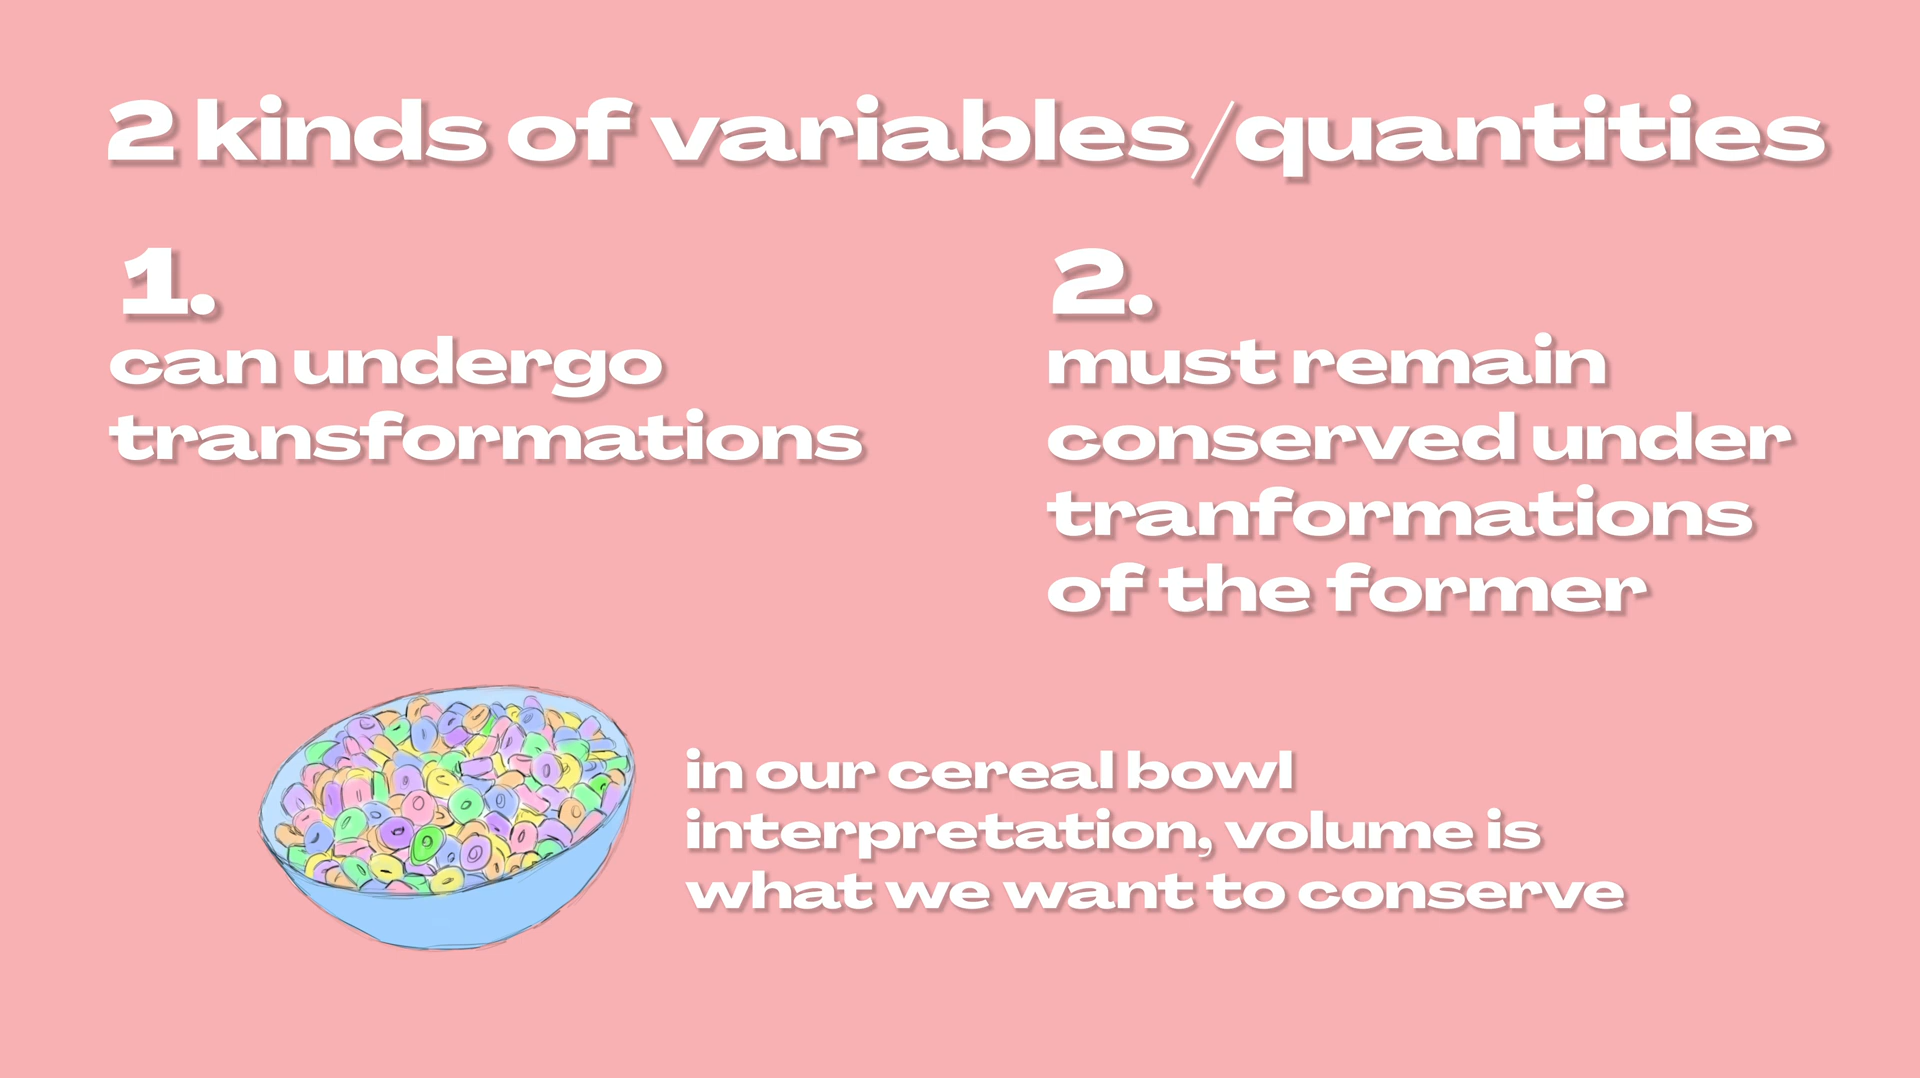 2 kinds of variables/quantities
1.
can undergo
transformations
2.
must remain
conserved under
tranformations
of the former
in our cereal bowl
interpretation, volume is
what we want to conserve